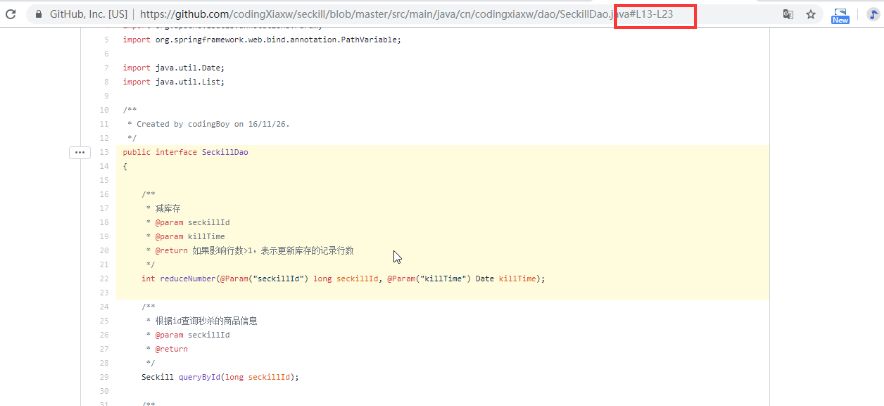 GitHub, Inc. [US] | https://github.com/codingXiaxw/seckill/blob/master/src/main/java/cn/codingxiaxw/dao/SeckillDao.java#L13-L23
New
5 import org.springframework.web.bind.annotation.PathVariable;
6
7 import java.util.Date;
8 import java.util.List;
9
10 /**
11 * Created by codingBoy on 16/11/26.
12 */
13 public interface SeckillDao
14 {
15
16 /**
17 * 减库存
18 * @param seckillId
19 * @param killTime
20 * @return 如果影响行数>1，表示更新库存的记录行数
21 */
22 int reduceNumber(@Param("seckillId") long seckillId, @Param("killTime") Date killTime);
23
24 /**
25 * 根据id查询秒杀的商品信息
26 * @param seckillId
27 * @return
28 */
29 Seckill queryById(long seckillId);
30
31 /**